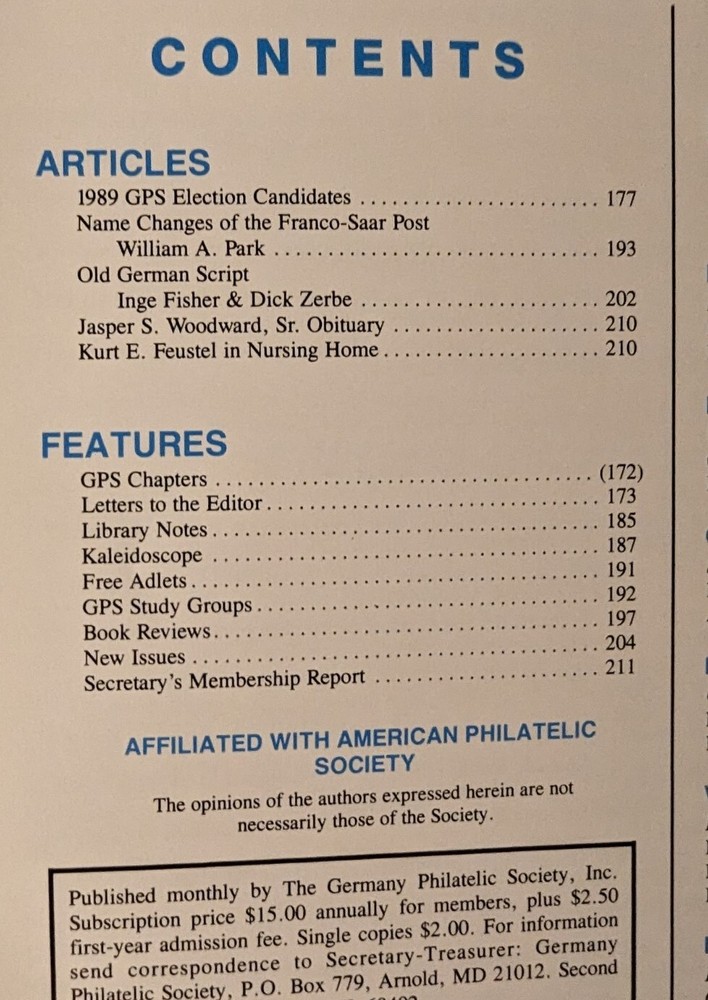 CONTENTS
ARTICLES
1989 GPS Election Candidates ........................ 177
Name Changes of the Franco-Saar Post
William A. Park ................................ 193
Old German Script
Inge Fisher & Dick Zerbe ........................ 202
Jasper S. Woodward, Sr. Obituary ..................... 210
Kurt E. Feustel in Nursing Home...................... 210
FEATURES
GPS Chapters ...................................... (172)
Letters to the Editor................................. 173
Library Notes....................................... 185
Kaleidoscope ....................................... 187
Free Adlets......................................... 191
GPS Study Groups.................................. 192
Book Reviews....................................... 197
New Issues ......................................... 204
Secretary's Membership Report ....................... 211
AFFILIATED WITH AMERICAN PHILATELIC
SOCIETY
The opinions of the authors expressed herein are not
necessarily those of the Society.
Published monthly by The Germany Philatelic Society, Inc.
Subscription price $15.00 annually for members, plus $2.50
first-year admission fee. Single copies $2.00. For information
send correspondence to Secretary-Treasurer: Germany
Philatelic Society, P.O. Box 779, Arnold, MD 21012. Second